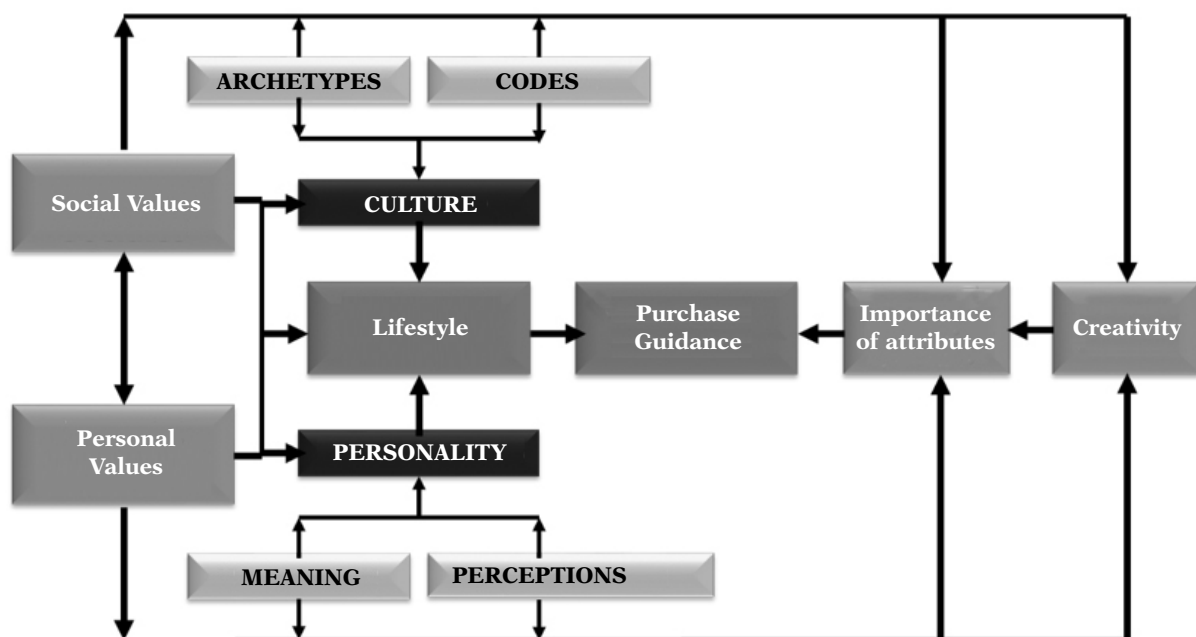 ARCHETYPES
CODES
Social Values
CULTURE
Lifestyle
Purchase
Guidance
Importance
of attributes
Creativity
Personal
Values
PERSONALITY
MEANING
PERCEPTIONS